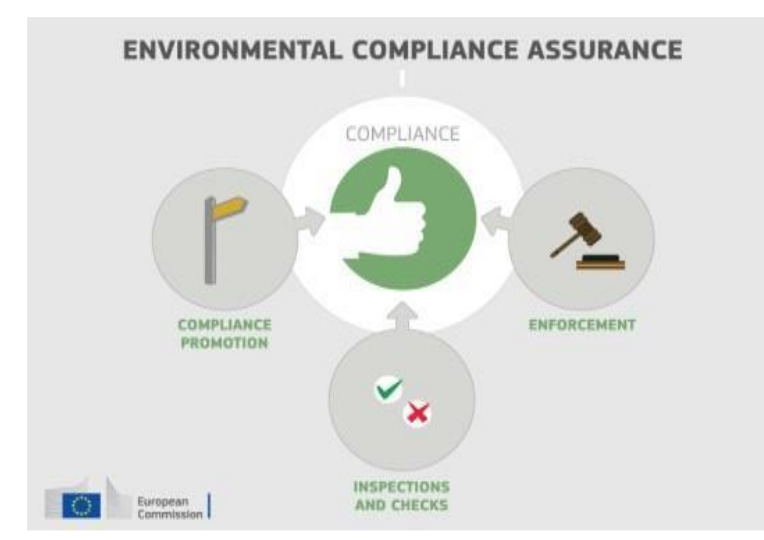 ENVIRONMENTAL COMPLIANCE ASSURANCE
COMPLIANCE
COMPLIANCE
PROMOTION
ENFORCEMENT
INSPECTIONS
AND CHECKS
European
Commission